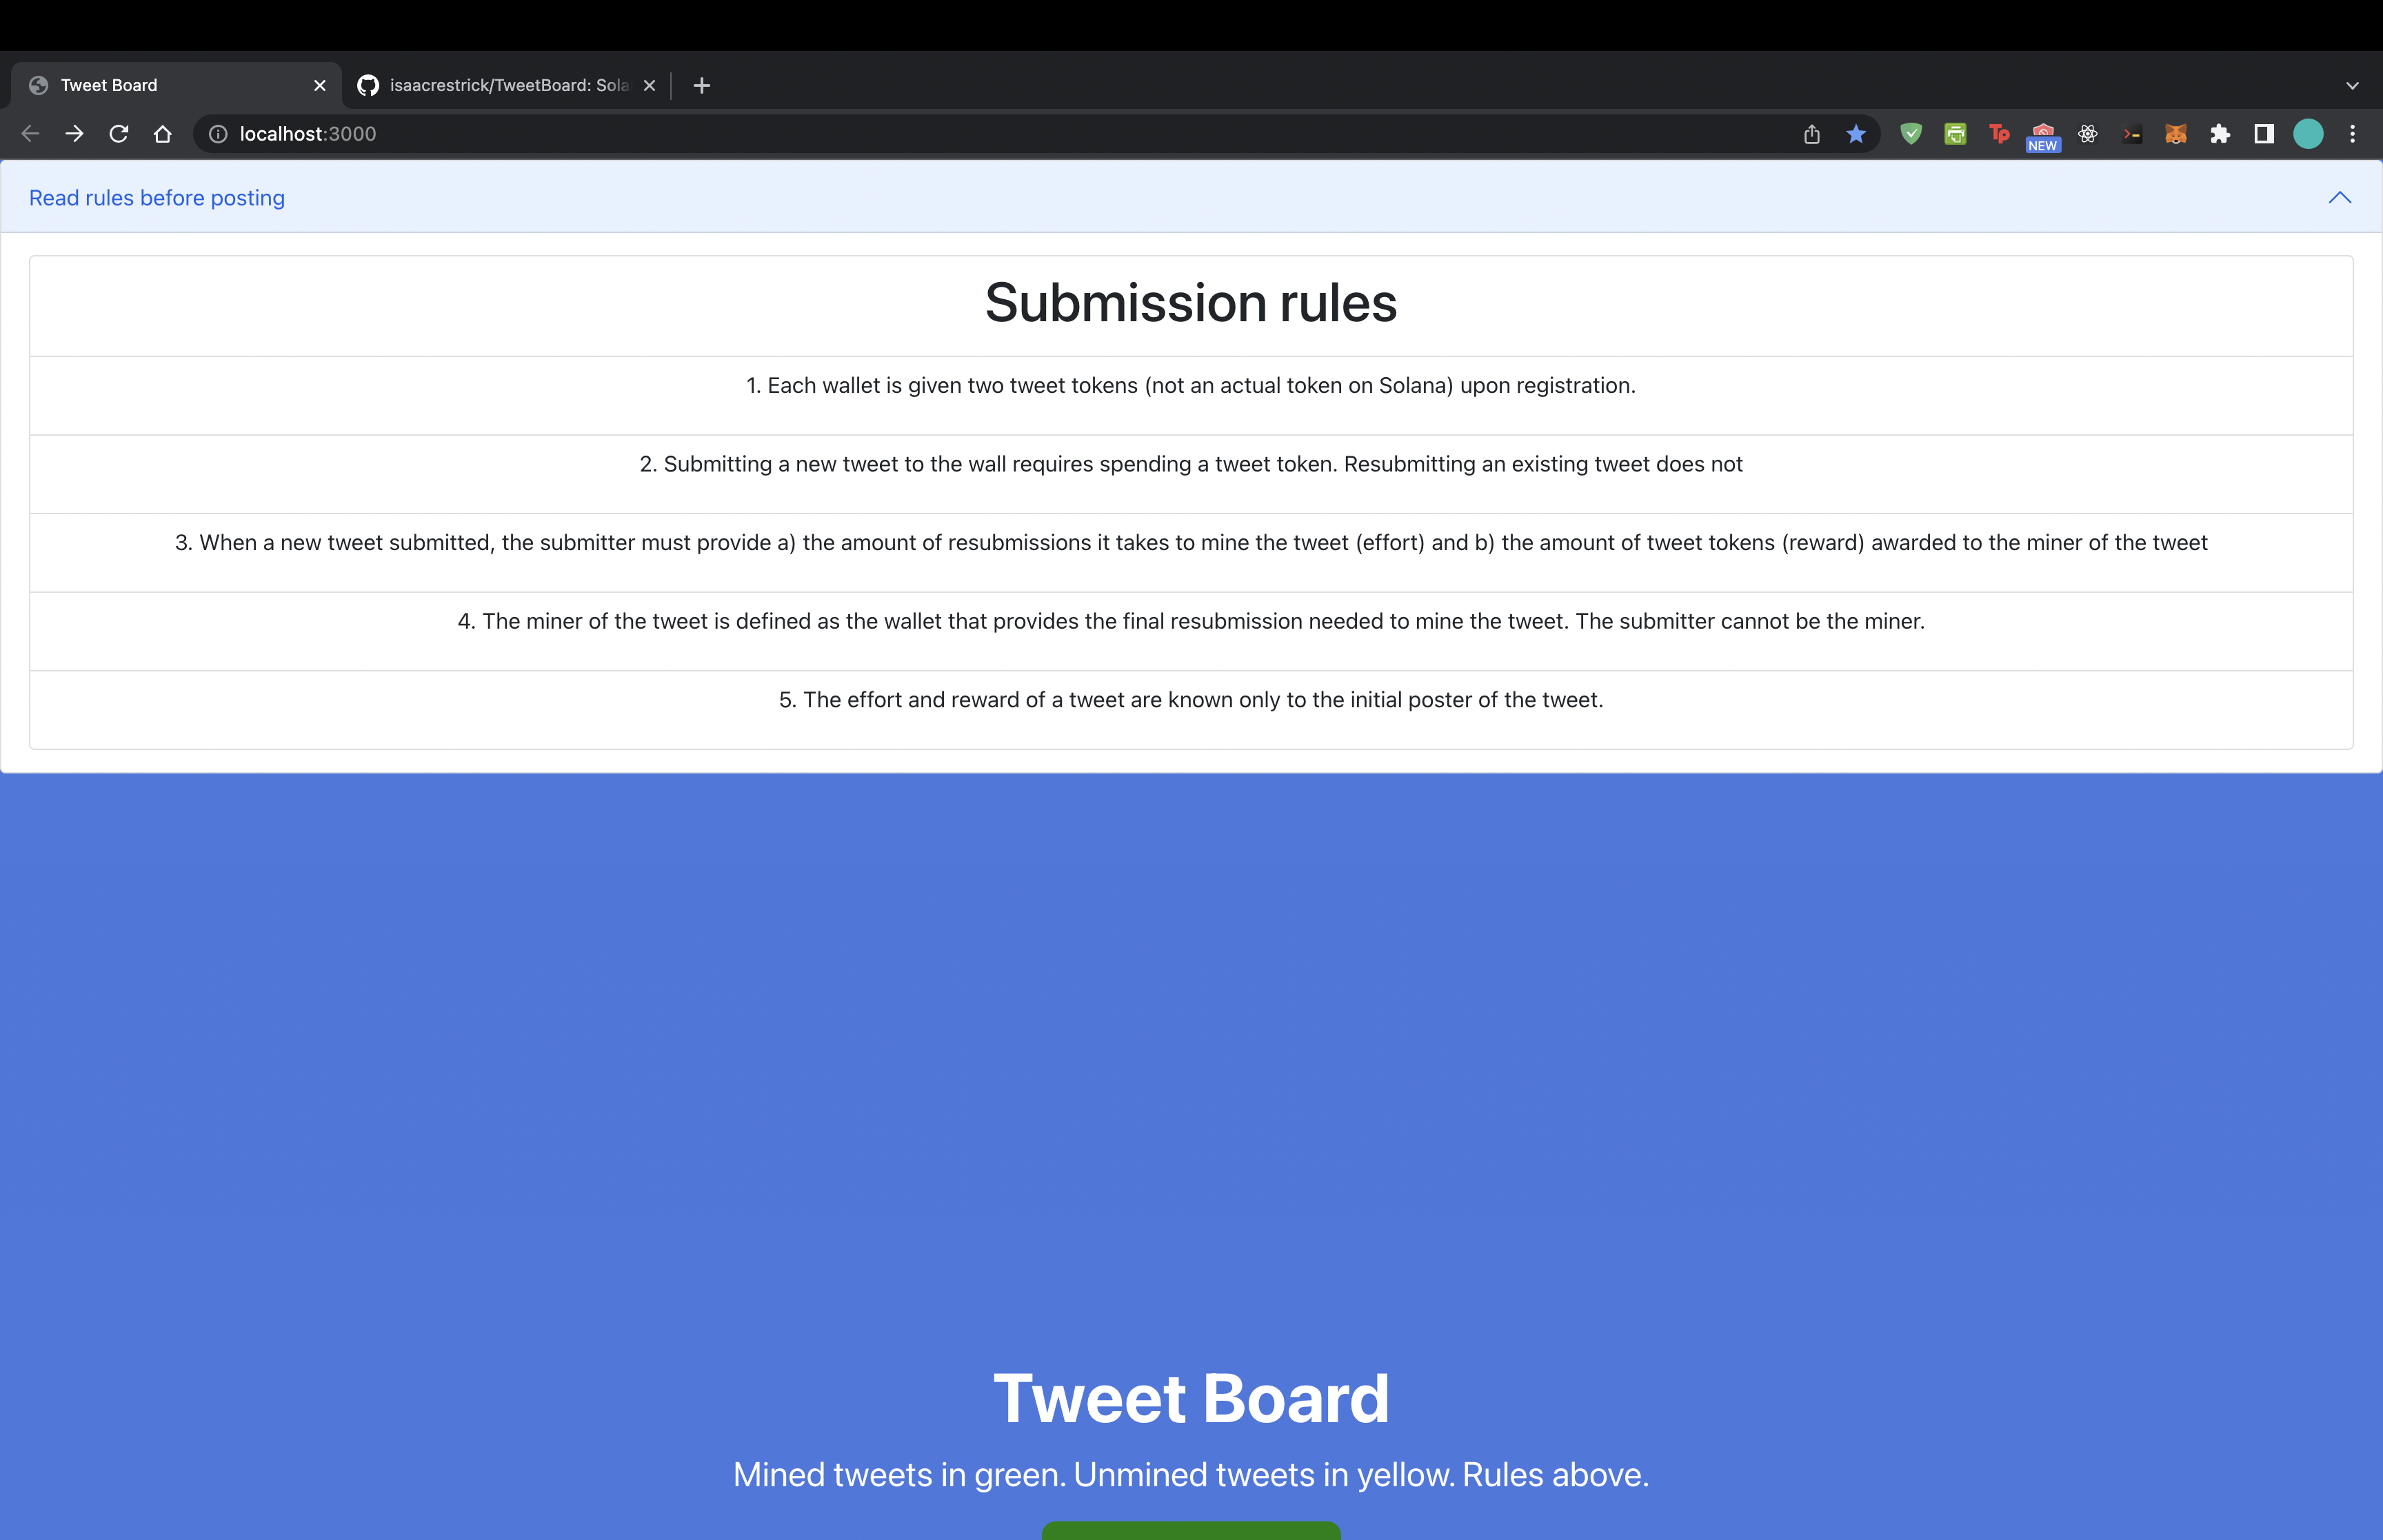 Tweet Board
isaacrestrick/TweetBoard: Sola
localhost:3000
Tp
NEW
Read rules before posting
Submission rules
1. Each wallet is given two tweet tokens (not an actual token on Solana) upon registration.
2. Submitting a new tweet to the wall requires spending a tweet token. Resubmitting an existing tweet does not
3. When a new tweet submitted, the submitter must provide a) the amount of resubmissions it takes to mine the tweet (effort) and b) the amount of tweet tokens (reward) awarded to the miner of the tweet
4. The miner of the tweet is defined as the wallet that provides the final resubmission needed to mine the tweet. The submitter cannot be the miner.
5. The effort and reward of a tweet are known only to the initial poster of the tweet.
Tweet Board
Mined tweets in green. Unmined tweets in yellow. Rules above.